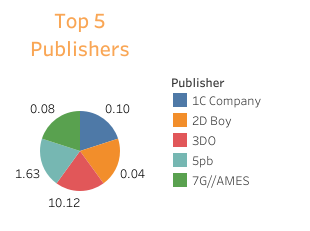 Top 5
Publishers
Publisher
1C Company
2D Boy
3DO
5pb
7G//AMES
0.08
0.10
1.63
0.04
10.12